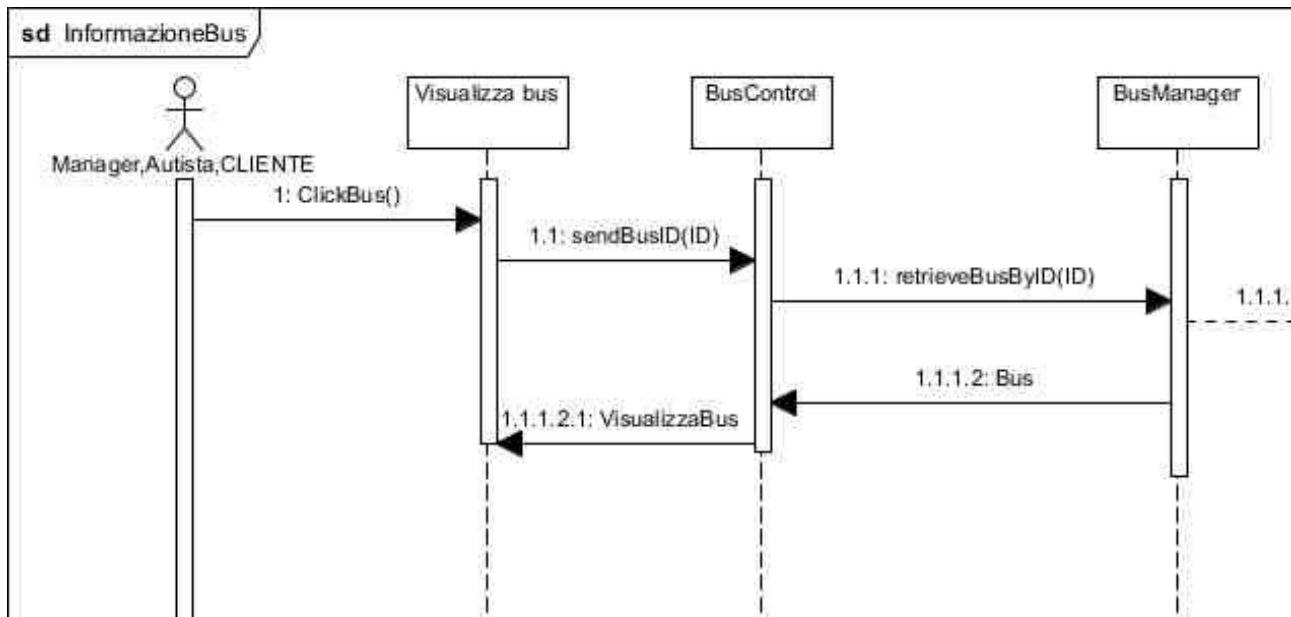 sd InformazioneBus
Visualizza bus
BusControl
BusManager
Manager,Autista,CLIENTE
1: ClickBus()
1.1: sendBusID(ID)
1.1.1: retrieveBusByID(ID)
1.1.1.
1.1.1.2: Bus
1.1.1.2.1: VisualizzaBus